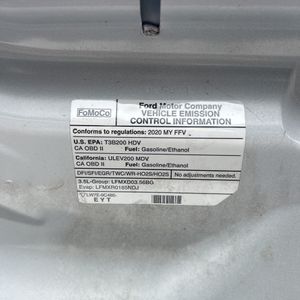 FoMoCo
Ford Motor Company
VEHICLE EMISSION
CONTROL INFORMATION
Conforms to regulations: 2020 MY FFV
U.S. EPA: T3B200 HDV
CA OBD II Fuel: Gasoline/Ethanol
California: ULEV200 MDV
CA OBD II Fuel: Gasoline/Ethanol
DFI/SFI/EGR/TWC/WR-HO2S/HO2S No adjustments needed.
3.5L-Group: LFMXD03.56BG
Evap: LFMXR0185NDJ
E Y T